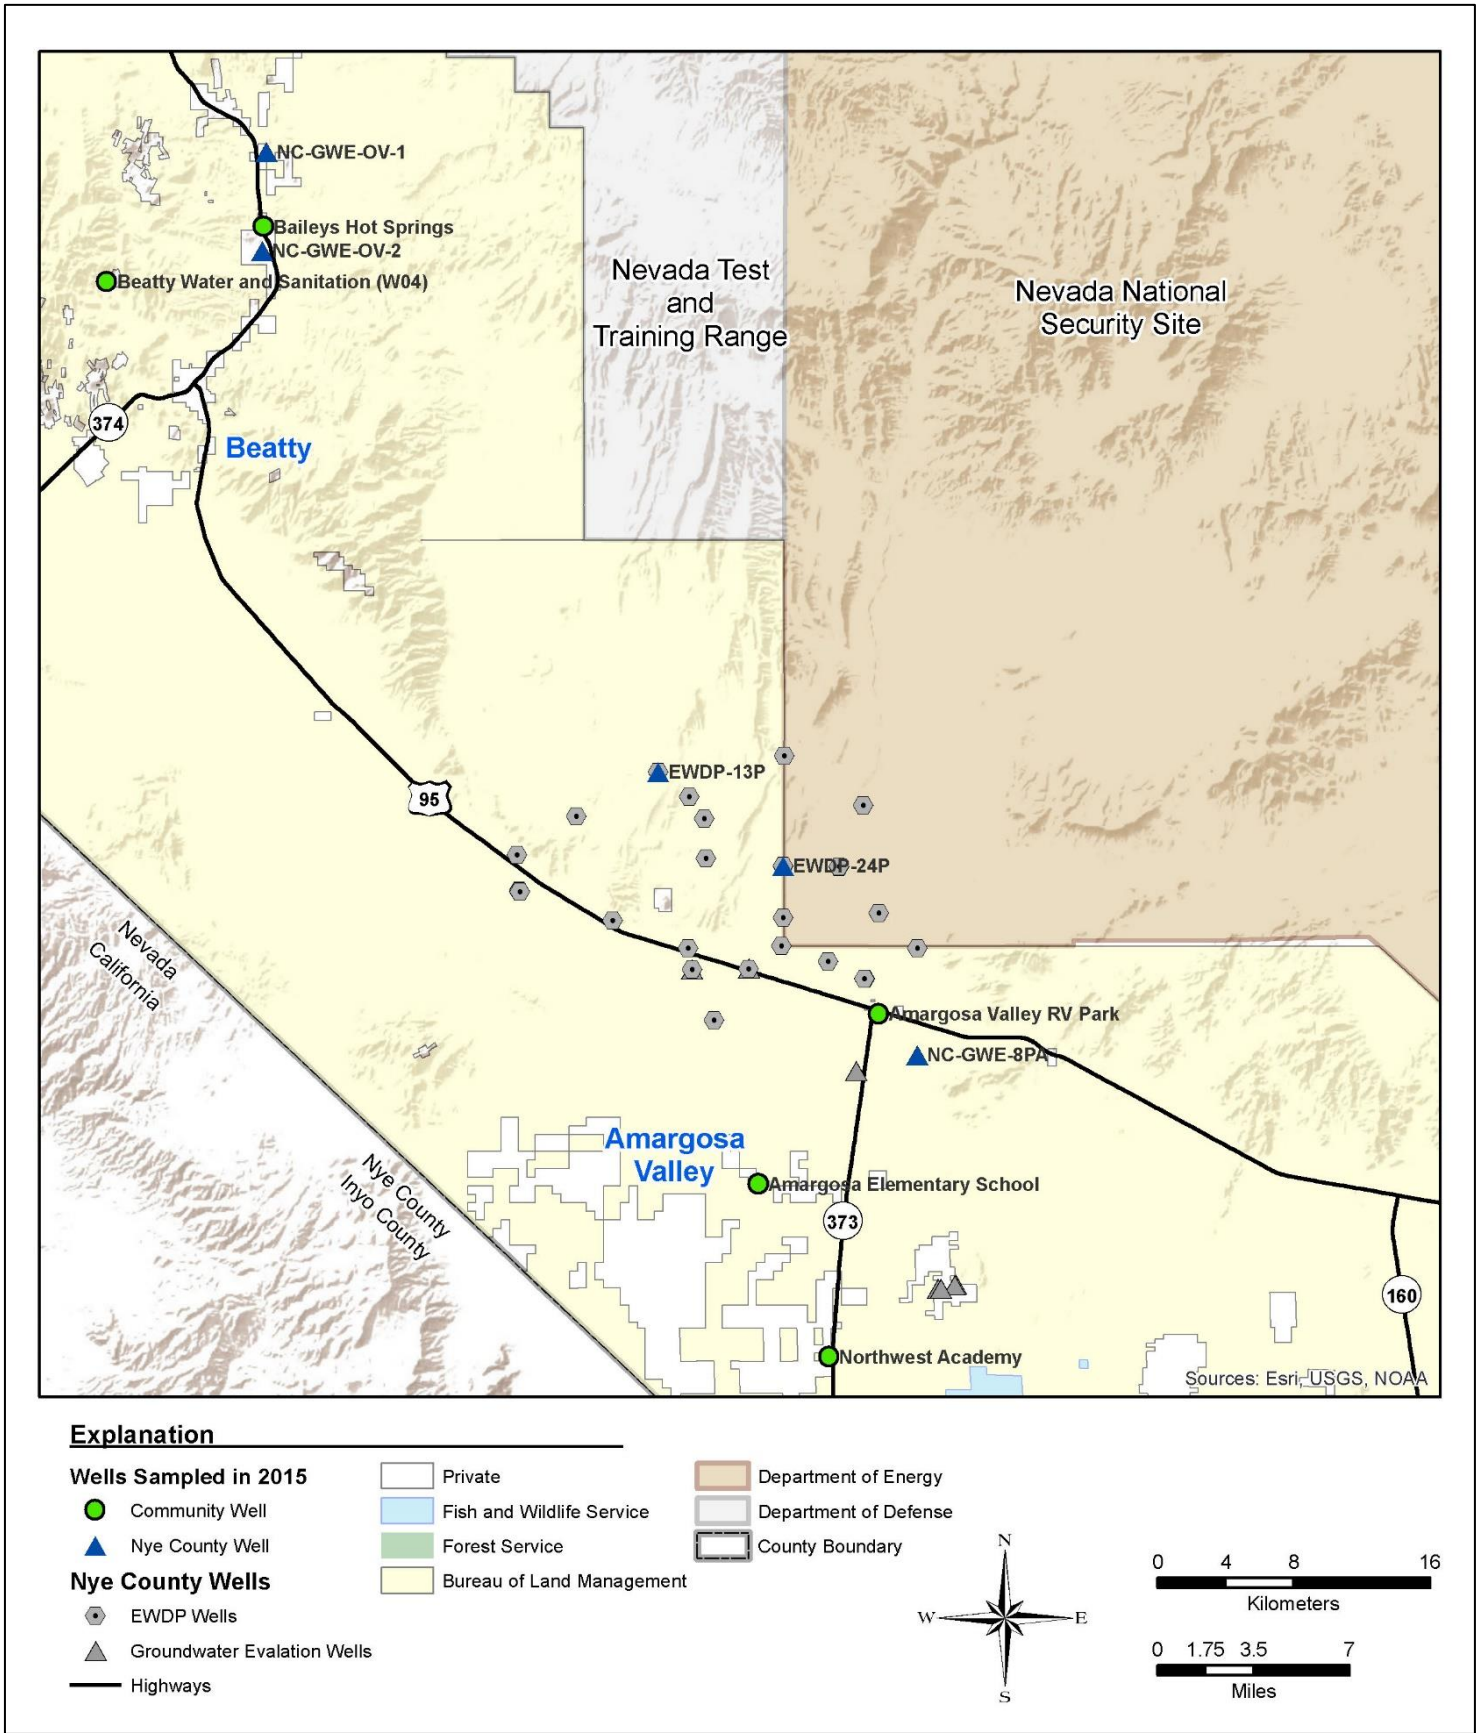 NC-GWE-OV-1
Baileys Hot Springs
NC-GWE-OV-2
Beatty Water and Sanitation (W04)
Nevada Test
and
Training Range
Nevada National
Security Site
374
Beatty
95
EWDP-13P
EWDP-24P
Nevada
California
Amargosa Valley RV Park
NC-GWE-8PA
Amargosa
Valley
Nye County
Inyo County
Amargosa Elementary School
373
160
Northwest Academy
Sources: Esri, USGS, NOAA
Explanation
Wells Sampled in 2015
Community Well
Nye County Well
Nye County Wells
EWDP Wells
Groundwater Evalation Wells
Highways
Private
Fish and Wildlife Service
Forest Service
Bureau of Land Management
Department of Energy
Department of Defense
County Boundary
N
W E
S
0 4 8 16
Kilometers
0 1.75 3.5 7
Miles